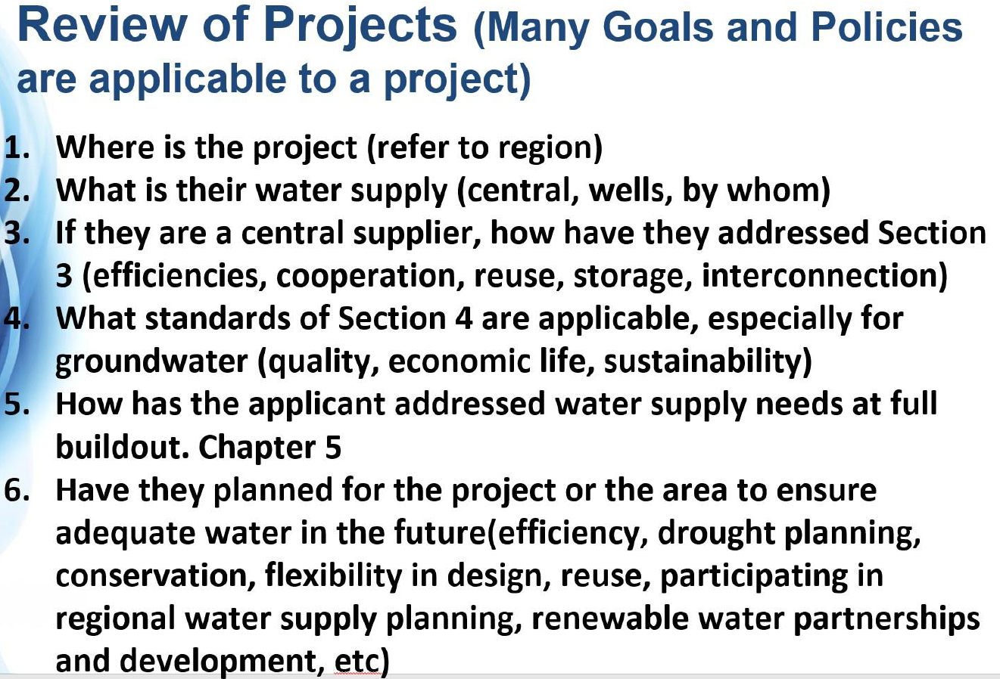 Review of Projects (Many Goals and Policies
are applicable to a project)
1. Where is the project (refer to region)
2. What is their water supply (central, wells, by whom)
3. If they are a central supplier, how have they addressed Section
3 (efficiencies, cooperation, reuse, storage, interconnection)
4. What standards of Section 4 are applicable, especially for
groundwater (quality, economic life, sustainability)
5. How has the applicant addressed water supply needs at full
buildout. Chapter 5
6. Have they planned for the project or the area to ensure
adequate water in the future(efficiency, drought planning,
conservation, flexibility in design, reuse, participating in
regional water supply planning, renewable water partnerships
and development, etc)